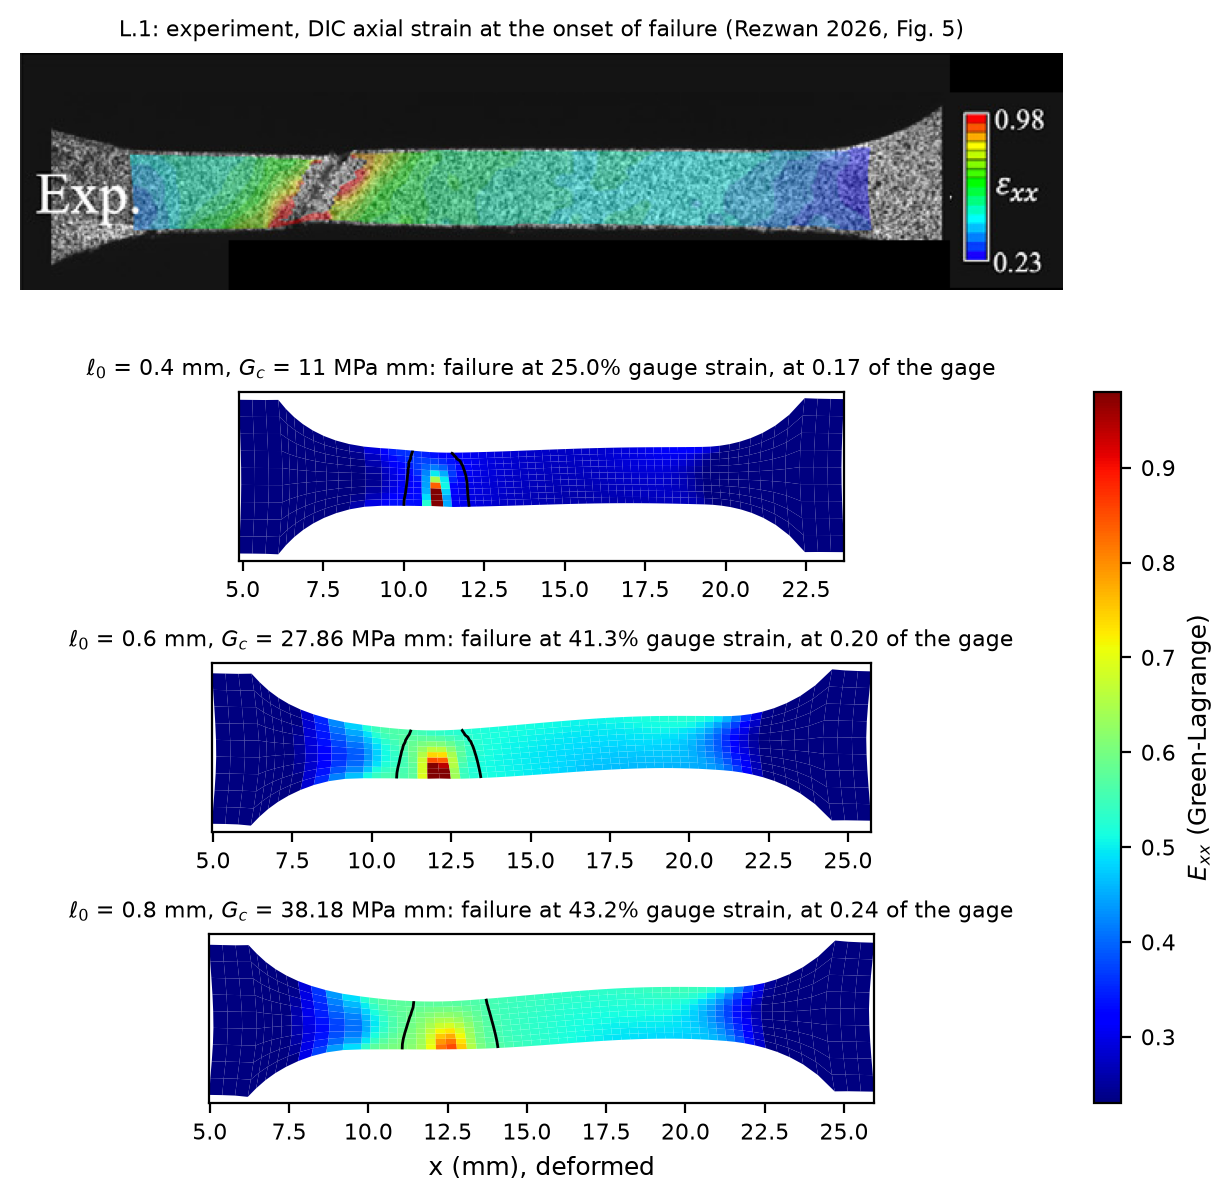 L.1: experiment, DIC axial strain at the onset of failure (Rezwan 2026, Fig. 5)
Exp.
0.98
εxx
0.23
ℓ0 = 0.4 mm, Gc = 11 MPa mm: failure at 25.0% gauge strain, at 0.17 of the gage
5.0 7.5 10.0 12.5 15.0 17.5 20.0 22.5
ℓ0 = 0.6 mm, Gc = 27.86 MPa mm: failure at 41.3% gauge strain, at 0.20 of the gage
5.0 7.5 10.0 12.5 15.0 17.5 20.0 22.5 25.0
ℓ0 = 0.8 mm, Gc = 38.18 MPa mm: failure at 43.2% gauge strain, at 0.24 of the gage
5.0 7.5 10.0 12.5 15.0 17.5 20.0 22.5 25.0
x (mm), deformed
0.9
0.8
0.7
0.6
0.5
0.4
0.3
Exx (Green-Lagrange)